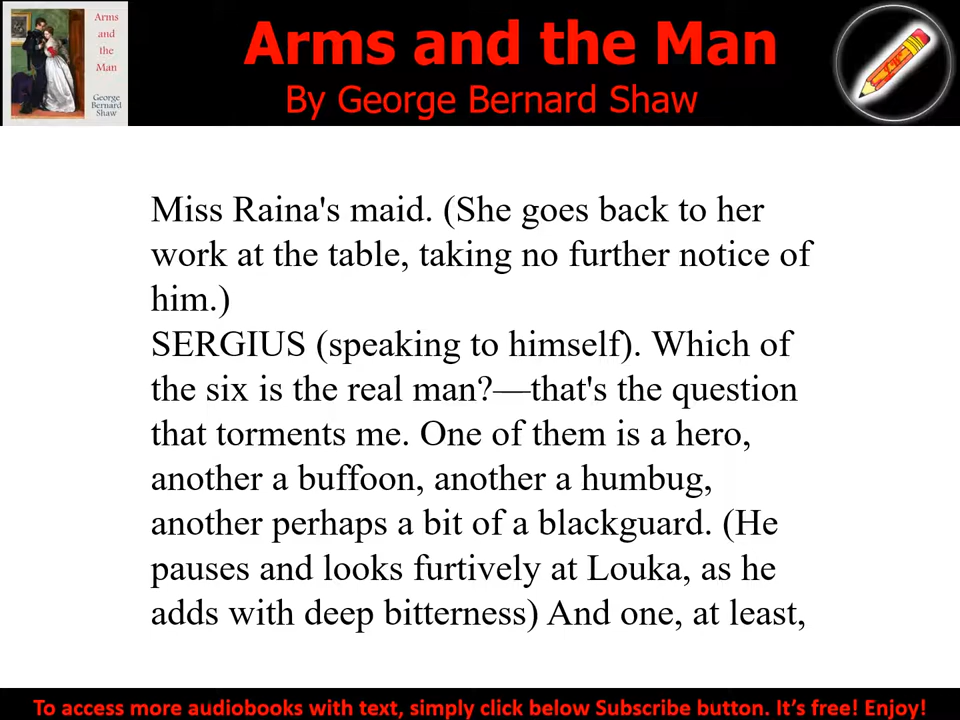 Arms
and
the
Man
George
Bernard
Shaw
Arms and the Man
By George Bernard Shaw
Miss Raina's maid. (She goes back to her
work at the table, taking no further notice of
him.)
SERGIUS (speaking to himself). Which of
the six is the real man?—that's the question
that torments me. One of them is a hero,
another a buffoon, another a humbug,
another perhaps a bit of a blackguard. (He
pauses and looks furtively at Louka, as he
adds with deep bitterness) And one, at least,
To access more audiobooks with text, simply click below Subscribe button. It's free! Enjoy!